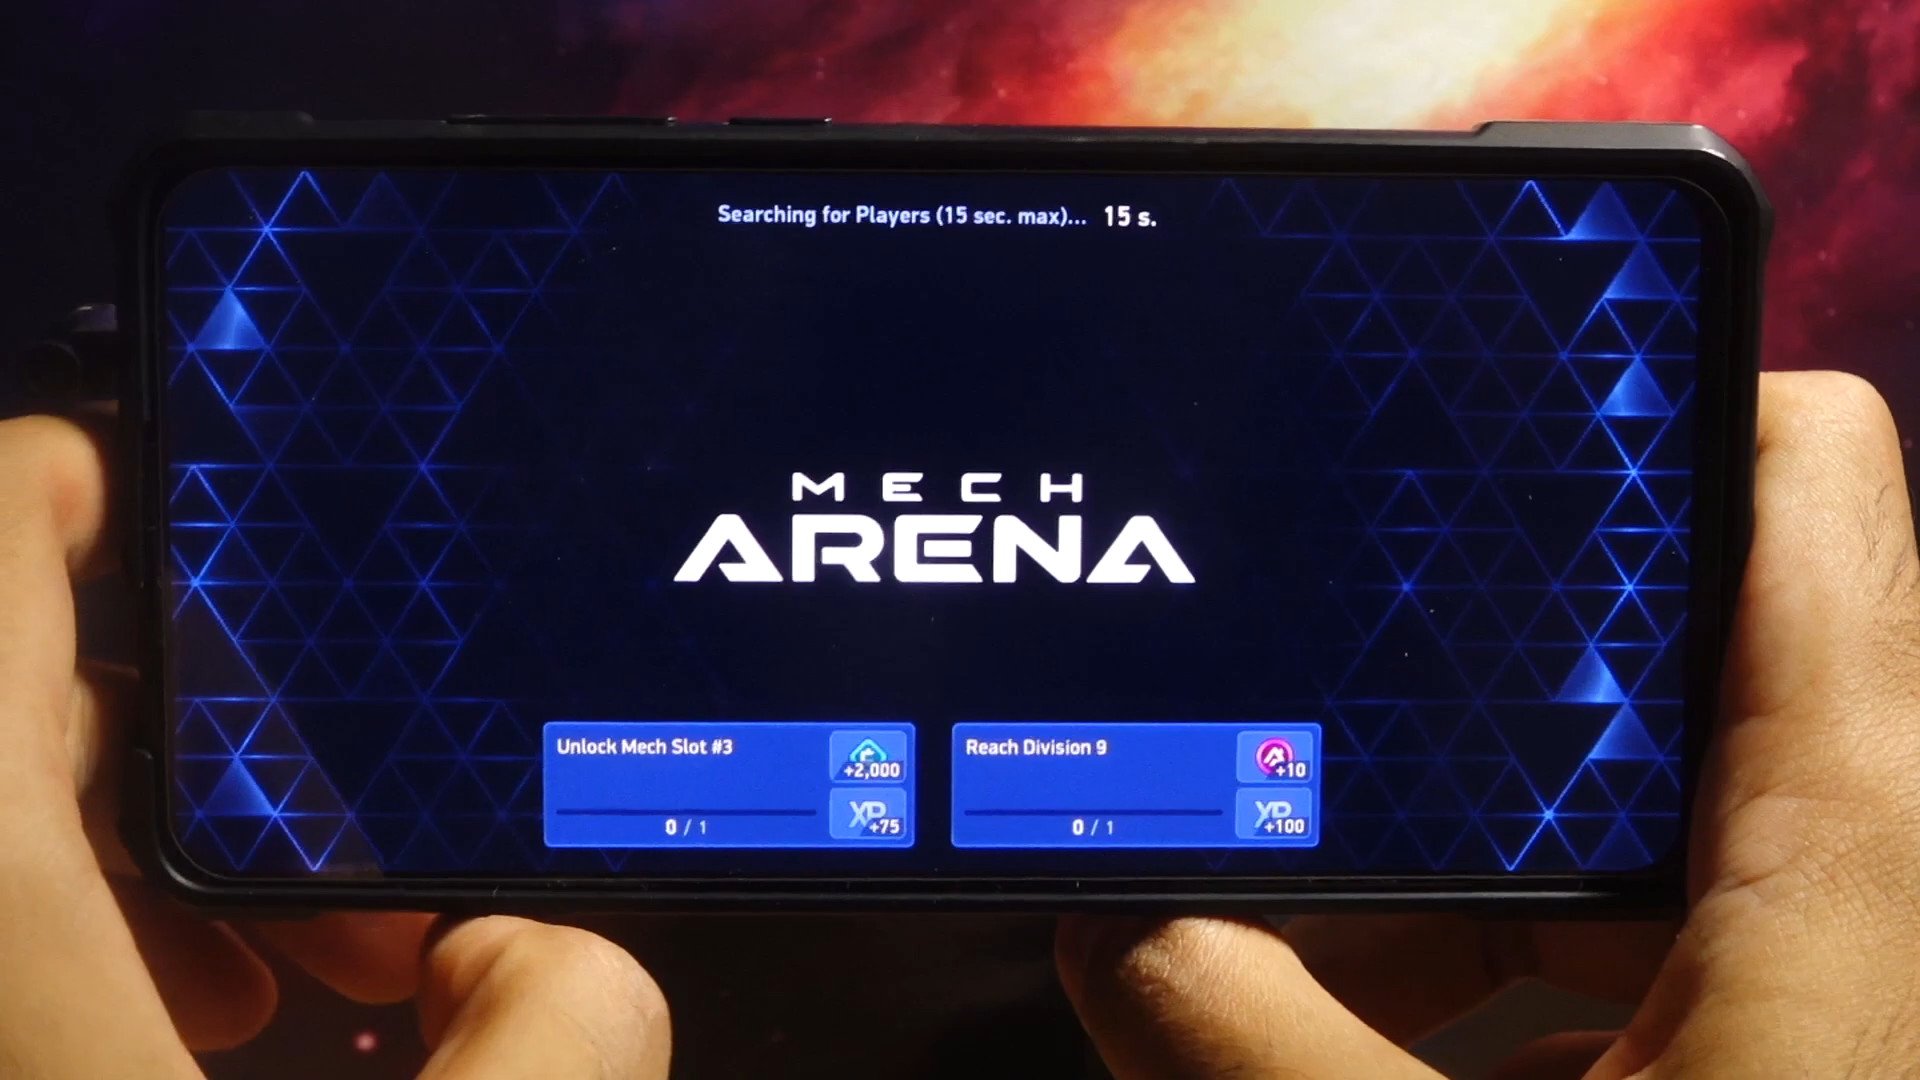 Searching for Players (15 sec. max)... 15 s.
MECH
ARENA
Unlock Mech Slot #3
+2,000
XP
+75
0 / 1
Reach Division 9
+10
XP
+100
0 / 1